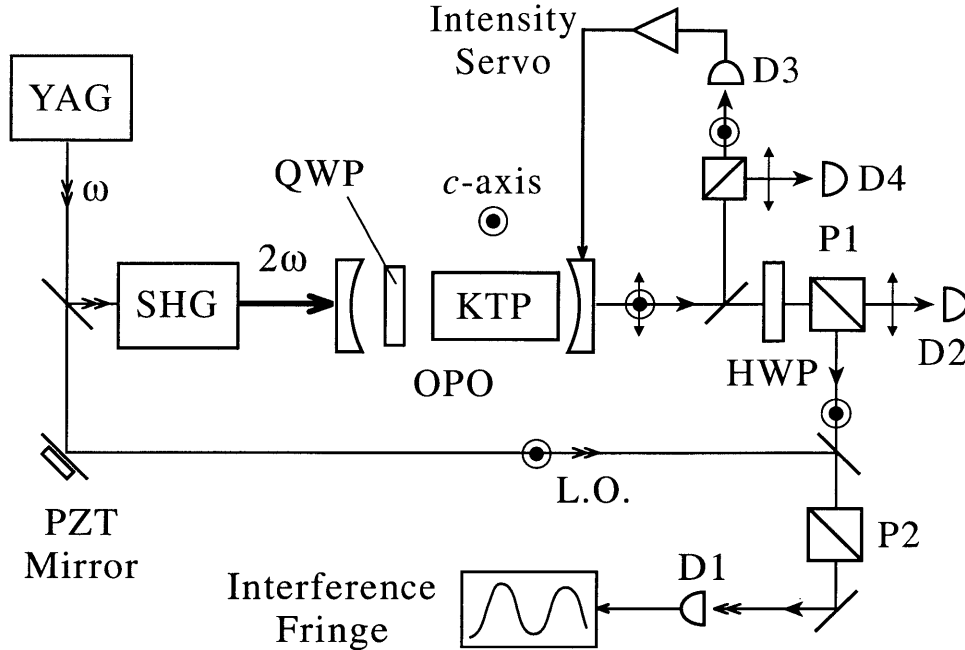 Intensity
Servo
D3
YAG
ω
QWP
c-axis
D4
P1
2ω
SHG
KTP
OPO
HWP
D2
L.O.
PZT
Mirror
P2
D1
Interference
Fringe